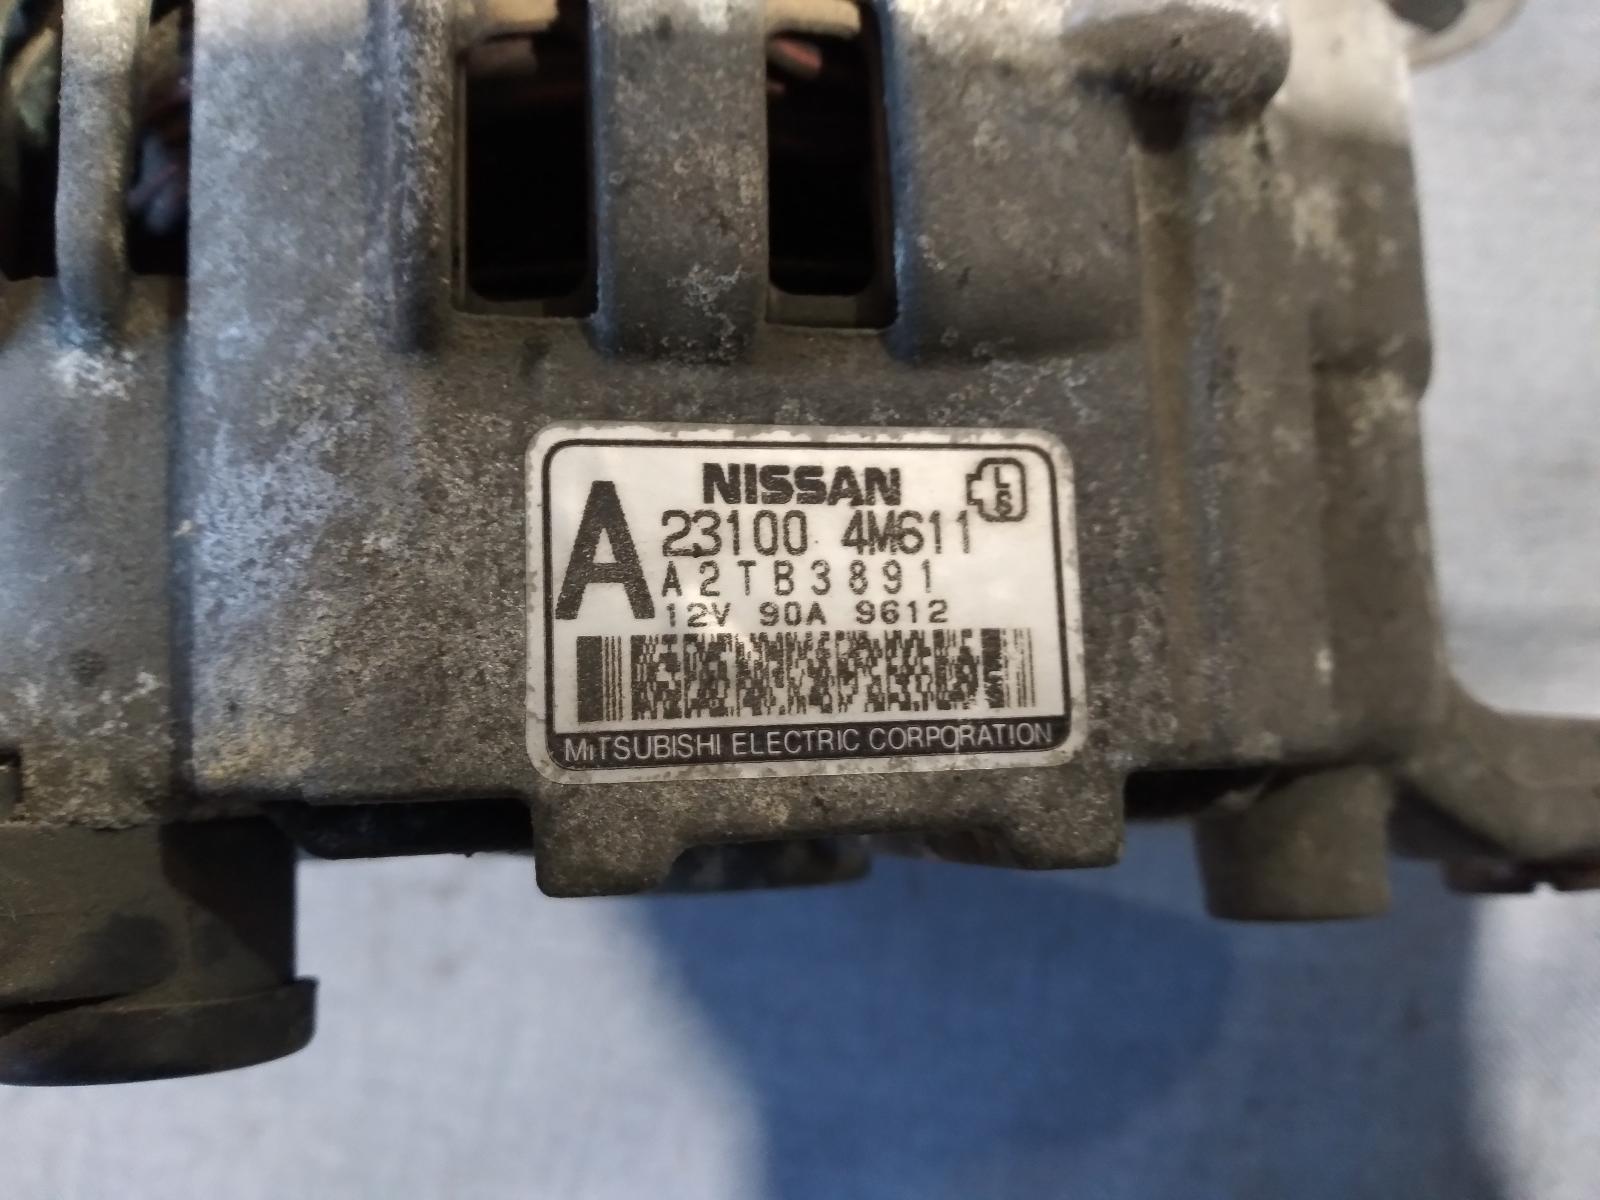 NISSAN
L
S
A
23100 4M611
A2TB3891
12V 90A 9612
MITSUBISHI ELECTRIC CORPORATION